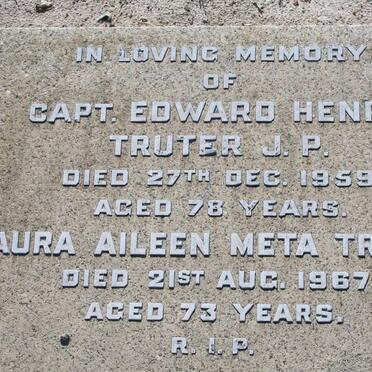 IN LOVING MEMORY
OF
CAPT. EDWARD HENR
TRUTER J.P.
DIED 27TH DEC. 1959
AGED 78 YEARS.
AURA AILEEN META TR
DIED 21ST AUG. 1967
AGED 73 YEARS.
R.I.P.